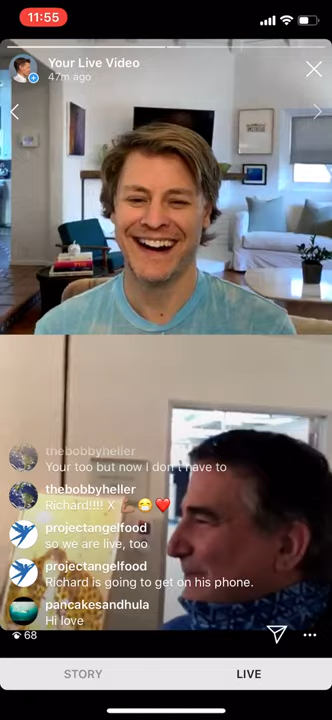 11:55
Your Live Video
47m ago
thebobbyheller
Your too but now I don't have to
thebobbyheller
Richard!!!! X 💪🏼😷❤️
projectangelfood
so we are live, too
projectangelfood
Richard is going to get on his phone.
pancakesandhula
Hi love
68
STORY LIVE